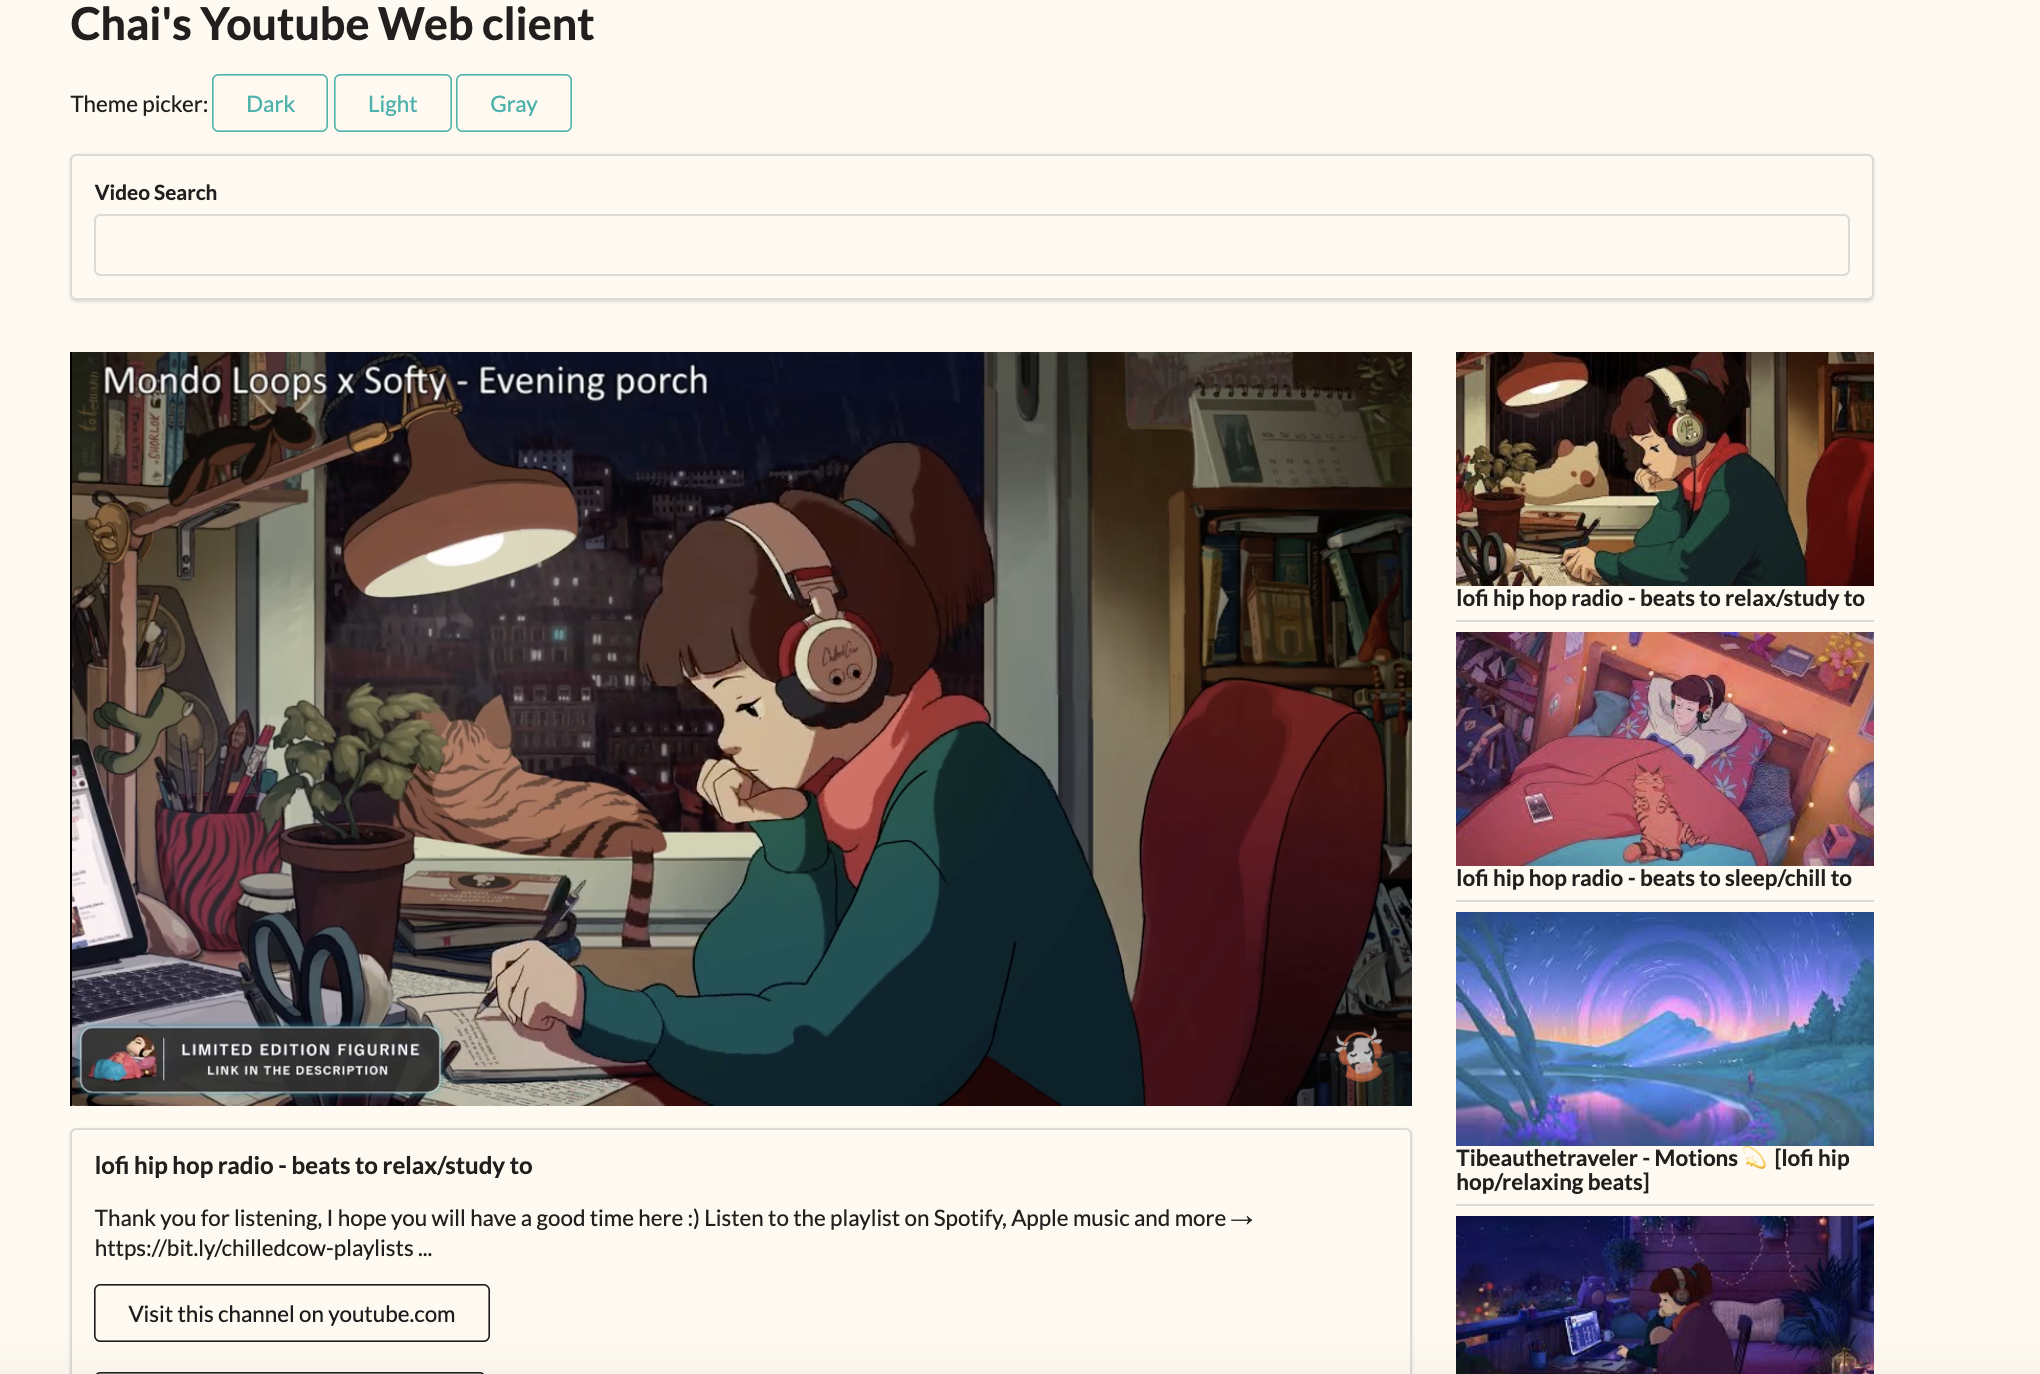 Chai's Youtube Web client
Theme picker: Dark Light Gray
Video Search
Mondo Loops x Softy - Evening porch
SHORLOK
ChilledCow
LIMITED EDITION FIGURINE
LINK IN THE DESCRIPTION
lofi hip hop radio - beats to relax/study to
Thank you for listening, I hope you will have a good time here :) Listen to the playlist on Spotify, Apple music and more →
https://bit.ly/chilledcow-playlists ...
Visit this channel on youtube.com
lofi hip hop radio - beats to relax/study to
lofi hip hop radio - beats to sleep/chill to
Tibeauthetraveler - Motions 💫 [lofi hip
hop/relaxing beats]